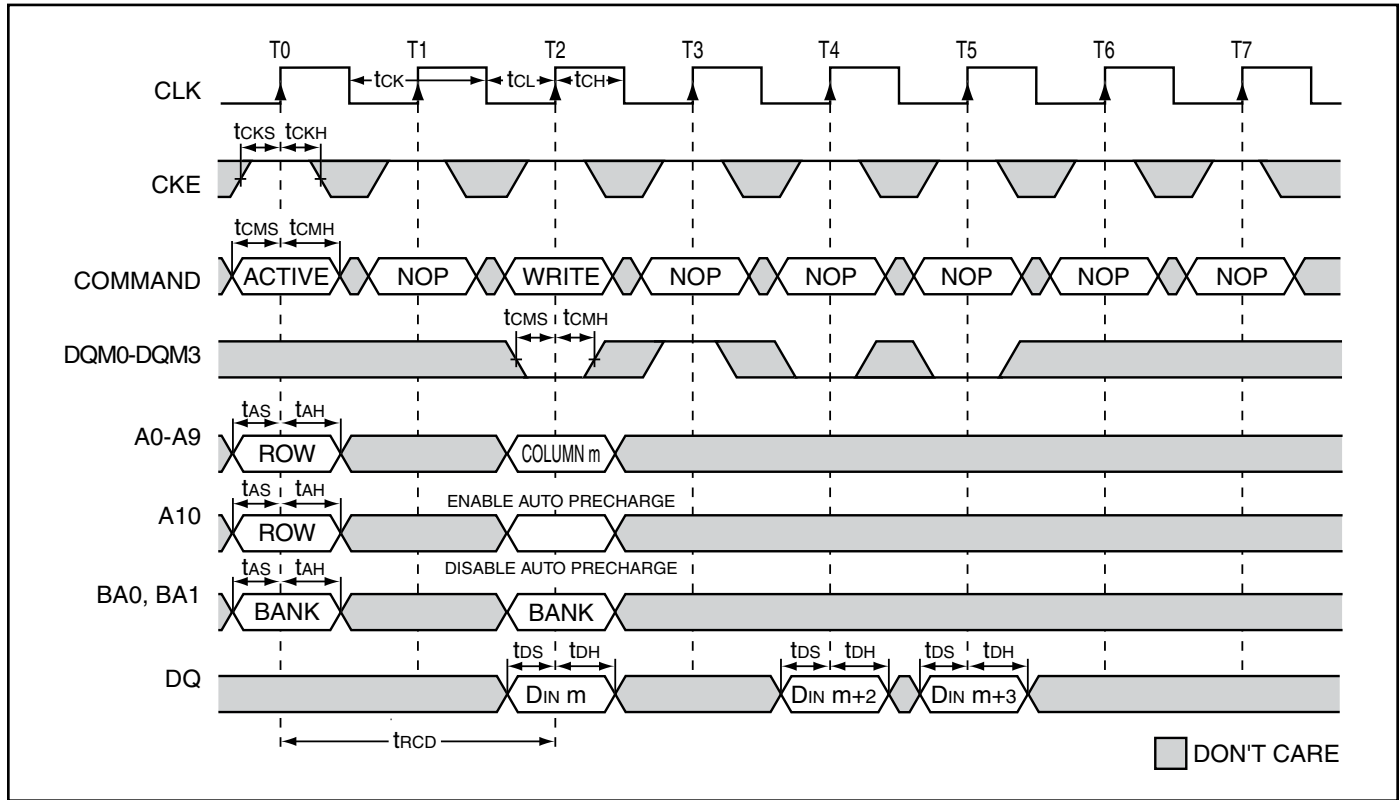 T0 T1 T2 T3 T4 T5 T6 T7
CLK tCK tCL tCH
tCKS tCKH
CKE
tCMS tCMH
COMMAND ACTIVE NOP WRITE NOP NOP NOP NOP NOP
tCMS tCMH
DQM0-DQM3
tAS tAH
A0-A9 ROW COLUMN m
tAS tAH ENABLE AUTO PRECHARGE
A10 ROW
tAS tAH DISABLE AUTO PRECHARGE
BA0, BA1 BANK BANK
tDS tDH tDS tDH tDS tDH
DQ DIN m DIN m+2 DIN m+3
tRCD
DON'T CARE